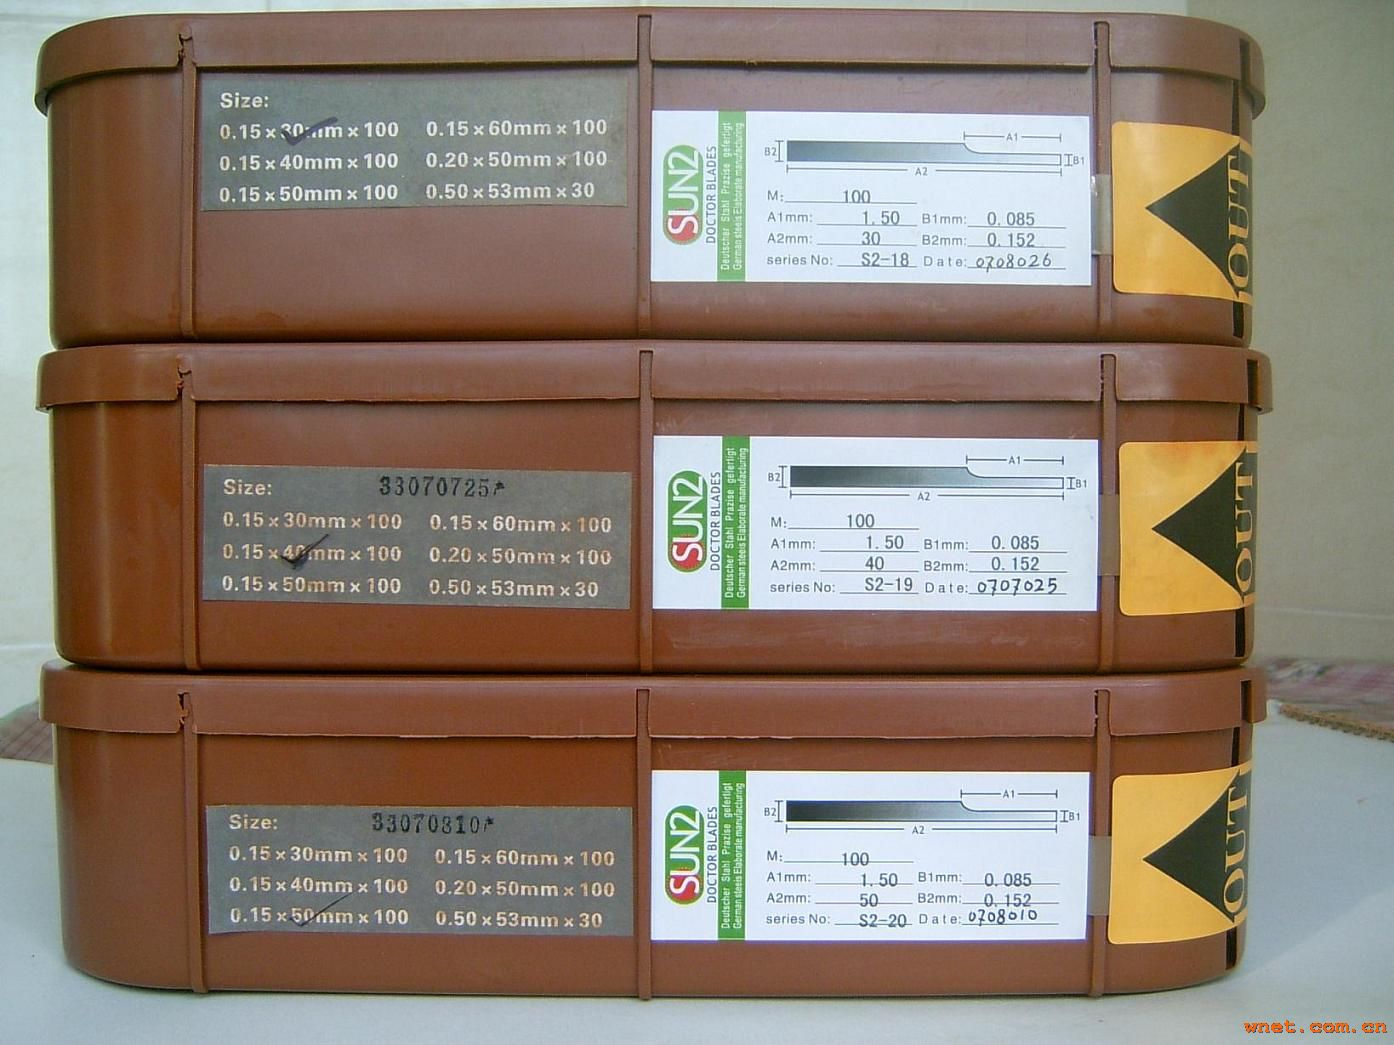 Size:
0.15 x 30mm x 100 0.15 x 60mm x 100
0.15 x 40mm x 100 0.20 x 50mm x 100
0.15 x 50mm x 100 0.50 x 53mm x 30
SUN2
DOCTOR BLADES
Deutscher Stahl Prazise gefertigt
German steels Elaborate manufacturing
A1
B2 B1
A2
M: 100
A1mm: 1.50 B1mm: 0.085
A2mm: 30 B2mm: 0.152
series No: S2-18 Date: 0708026
OUT
Size: 33070725*
0.15 x 30mm x 100 0.15 x 60mm x 100
0.15 x 40mm x 100 0.20 x 50mm x 100
0.15 x 50mm x 100 0.50 x 53mm x 30
SUN2
DOCTOR BLADES
Deutscher Stahl Prazise gefertigt
German steels Elaborate manufacturing
A1
B2 B1
A2
M: 100
A1mm: 1.50 B1mm: 0.085
A2mm: 40 B2mm: 0.152
series No: S2-19 Date: 0707025
OUT
Size: 33070810*
0.15 x 30mm x 100 0.15 x 60mm x 100
0.15 x 40mm x 100 0.20 x 50mm x 100
0.15 x 50mm x 100 0.50 x 53mm x 30
SUN2
DOCTOR BLADES
Deutscher Stahl Prazise gefertigt
German steels Elaborate manufacturing
A1
B2 B1
A2
M: 100
A1mm: 1.50 B1mm: 0.085
A2mm: 50 B2mm: 0.152
series No: S2-20 Date: 0708010
OUT
wnet.com.cn